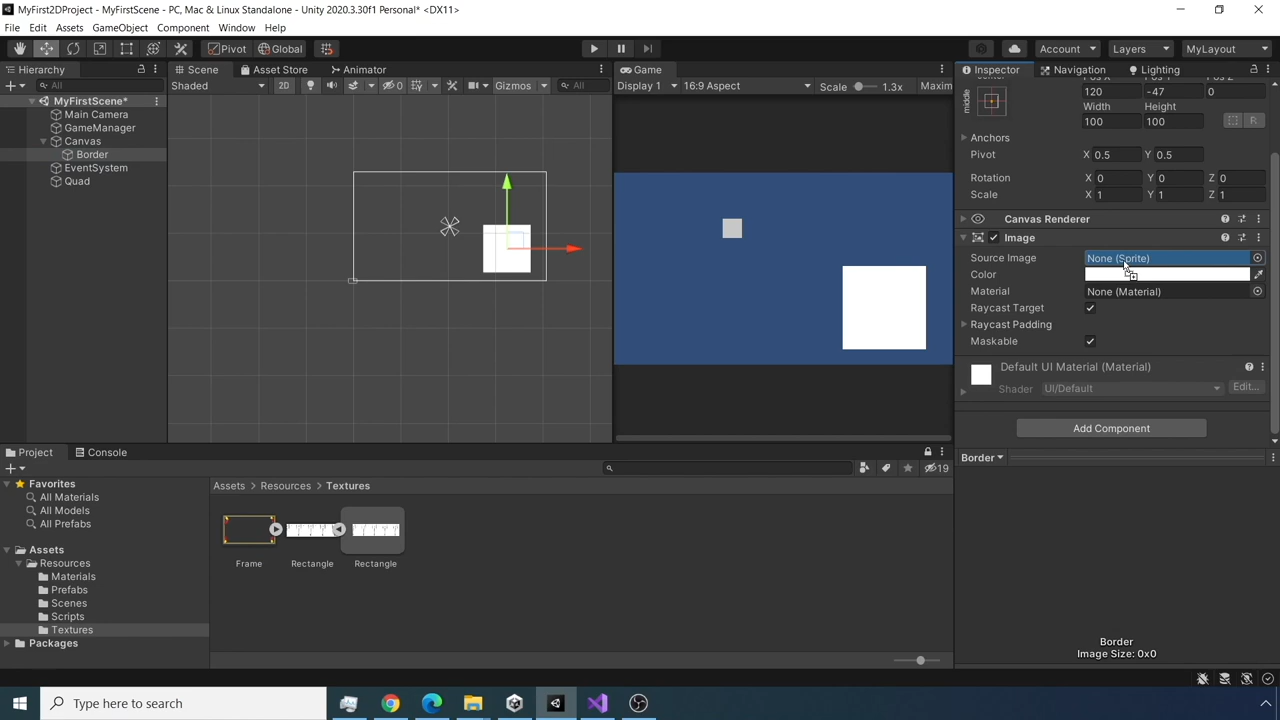 MyFirst2DProject - MyFirstScene - PC, Mac & Linux Standalone - Unity 2020.3.30f1 Personal* <DX11>
File Edit Assets GameObject Component Window Help
Pivot Global Account Layers MyLayout
Hierarchy
All
MyFirstScene*
Main Camera
GameManager
Canvas
Border
EventSystem
Quad
Scene Asset Store Animator
Shaded 2D 0 Gizmos All
Game
Display 1 16:9 Aspect Scale 1.3x Maxim
Inspector Navigation Lighting
Pos X Pos Y Pos Z
middle 120 -47 0
Width Height
100 100 R
Anchors
Pivot X 0.5 Y 0.5
Rotation X 0 Y 0 Z 0
Scale X 1 Y 1 Z 1
Canvas Renderer
Image
Source Image None (Sprite)
Color
Material None (Material)
Raycast Target
Raycast Padding
Maskable
Default UI Material (Material)
Shader UI/Default Edit...
Add Component
Border
Border
Image Size: 0x0
Project Console
19
Favorites
All Materials
All Models
All Prefabs
Assets
Resources
Materials
Prefabs
Scenes
Scripts
Textures
Packages
Assets Resources Textures
Frame Rectangle Rectangle
Type here to search